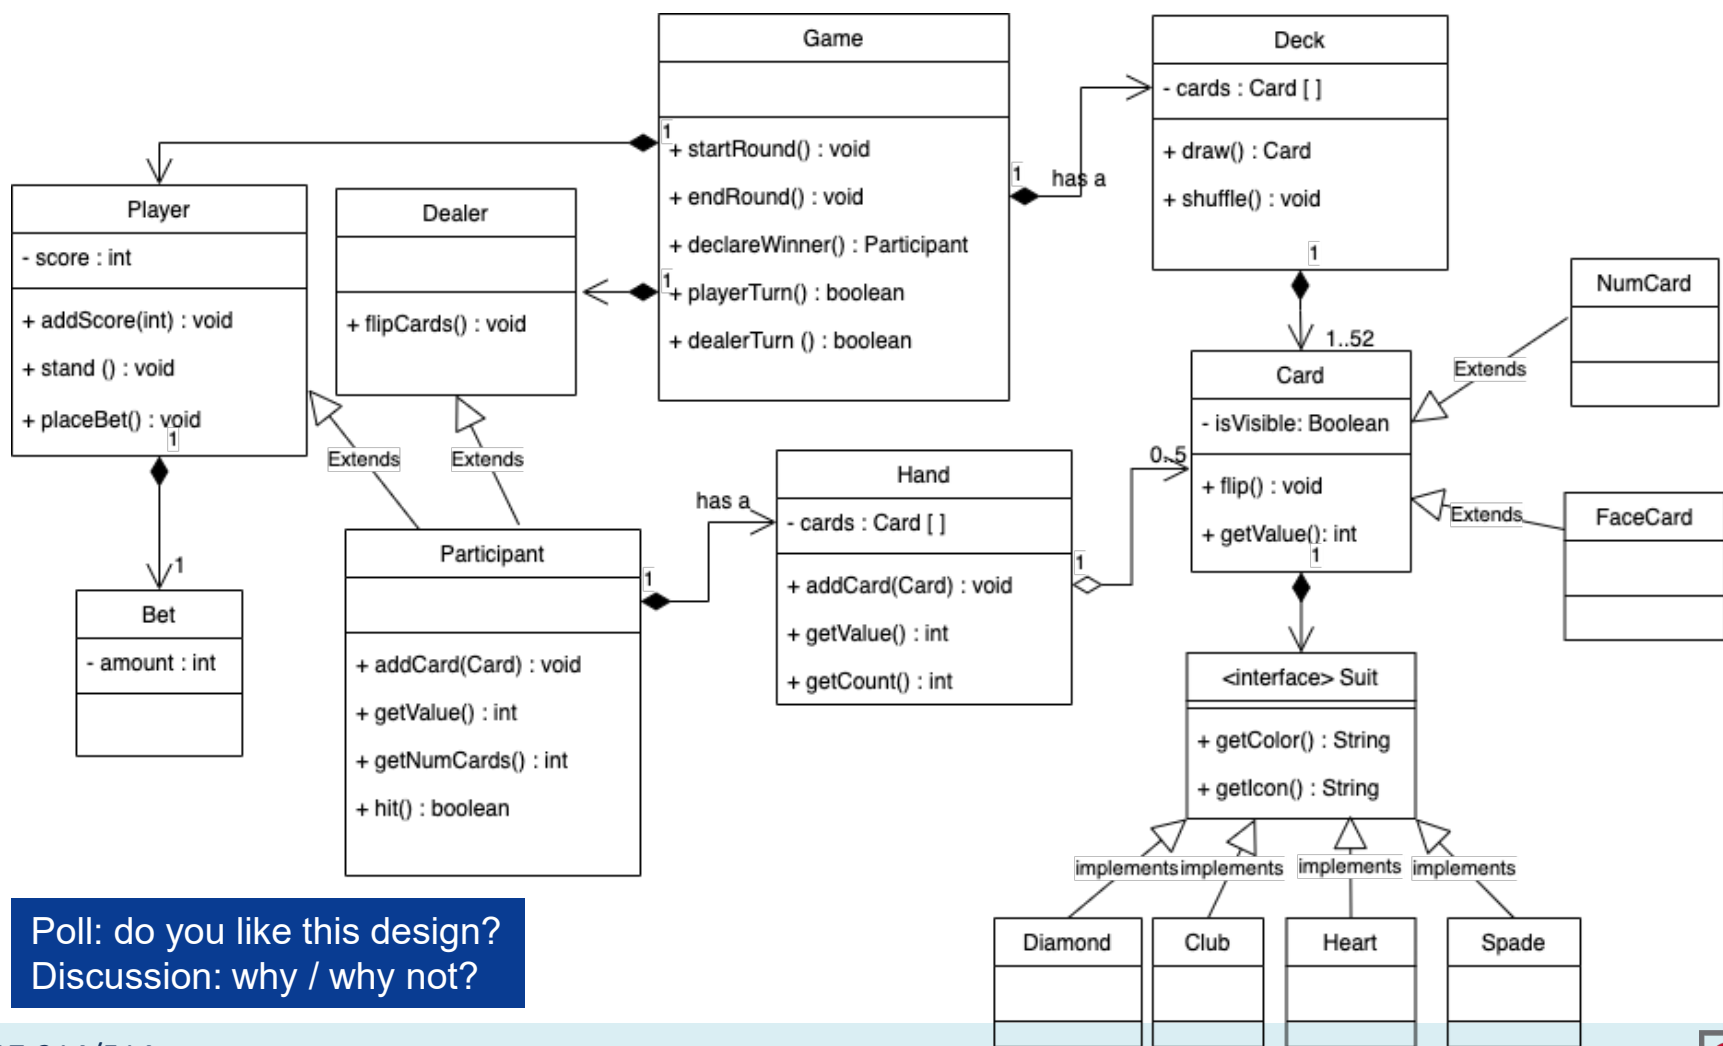 Game
+ startRound() : void
+ endRound() : void
+ declareWinner() : Participant
+ playerTurn() : boolean
+ dealerTurn () : boolean
1
1
1
has a
Deck
- cards : Card [ ]
+ draw() : Card
+ shuffle() : void
1
1..52
Player
- score : int
+ addScore(int) : void
+ stand () : void
+ placeBet() : void
1
1
Dealer
+ flipCards() : void
Extends
Extends
Bet
- amount : int
Participant
+ addCard(Card) : void
+ getValue() : int
+ getNumCards() : int
+ hit() : boolean
1
has a
Hand
- cards : Card [ ]
+ addCard(Card) : void
+ getValue() : int
+ getCount() : int
1
0..5
Card
- isVisible: Boolean
+ flip() : void
+ getValue(): int
1
NumCard
Extends
FaceCard
Extends
<interface> Suit
+ getColor() : String
+ getIcon() : String
implements
implements
implements
implements
Diamond
Club
Heart
Spade
Poll: do you like this design?
Discussion: why / why not?